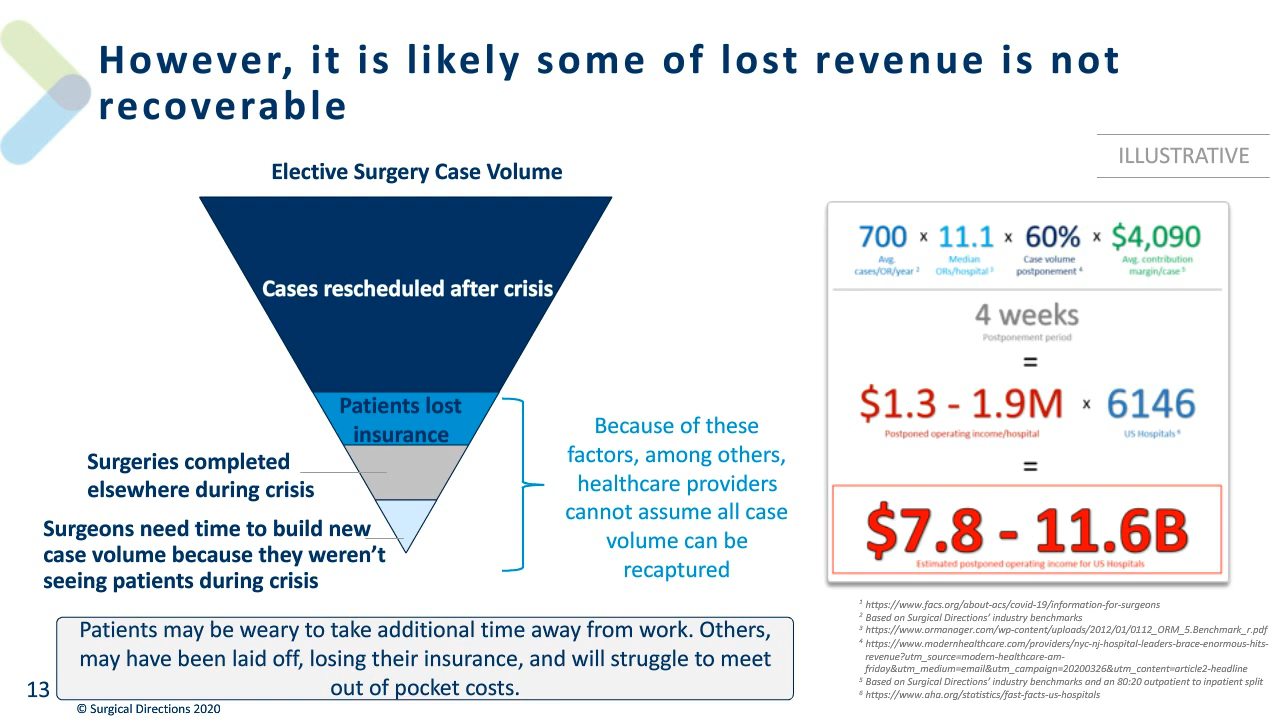 However, it is likely some of lost revenue is not
recoverable
ILLUSTRATIVE
Elective Surgery Case Volume
Cases rescheduled after crisis
Patients lost
insurance
Surgeries completed
elsewhere during crisis
Surgeons need time to build new
case volume because they weren't
seeing patients during crisis
Because of these
factors, among others,
healthcare providers
cannot assume all case
volume can be
recaptured
700 x 11.1 x 60% x $4,090
Avg. Median Case volume Avg. contribution
cases/OR/year ² ORs/hospital ³ postponement ⁴ margin/case ⁵
4 weeks
Postponement period
=
$1.3 - 1.9M x 6146
Postponed operating income/hospital US Hospitals ⁶
=
$7.8 - 11.6B
Estimated postponed operating income for US Hospitals
¹ https://www.facs.org/about-acs/covid-19/information-for-surgeons
² Based on Surgical Directions' industry benchmarks
³ https://www.ormanager.com/wp-content/uploads/2012/01/0112_ORM_5.Benchmark_r.pdf
⁴ https://www.modernhealthcare.com/providers/nyc-nj-hospital-leaders-brace-enormous-hits-
revenue?utm_source=modern-healthcare-am-
friday&utm_medium=email&utm_campaign=20200326&utm_content=article2-headline
⁵ Based on Surgical Directions' industry benchmarks and an 80:20 outpatient to inpatient split
⁶ https://www.aha.org/statistics/fast-facts-us-hospitals
Patients may be weary to take additional time away from work. Others,
may have been laid off, losing their insurance, and will struggle to meet
out of pocket costs.
13
© Surgical Directions 2020